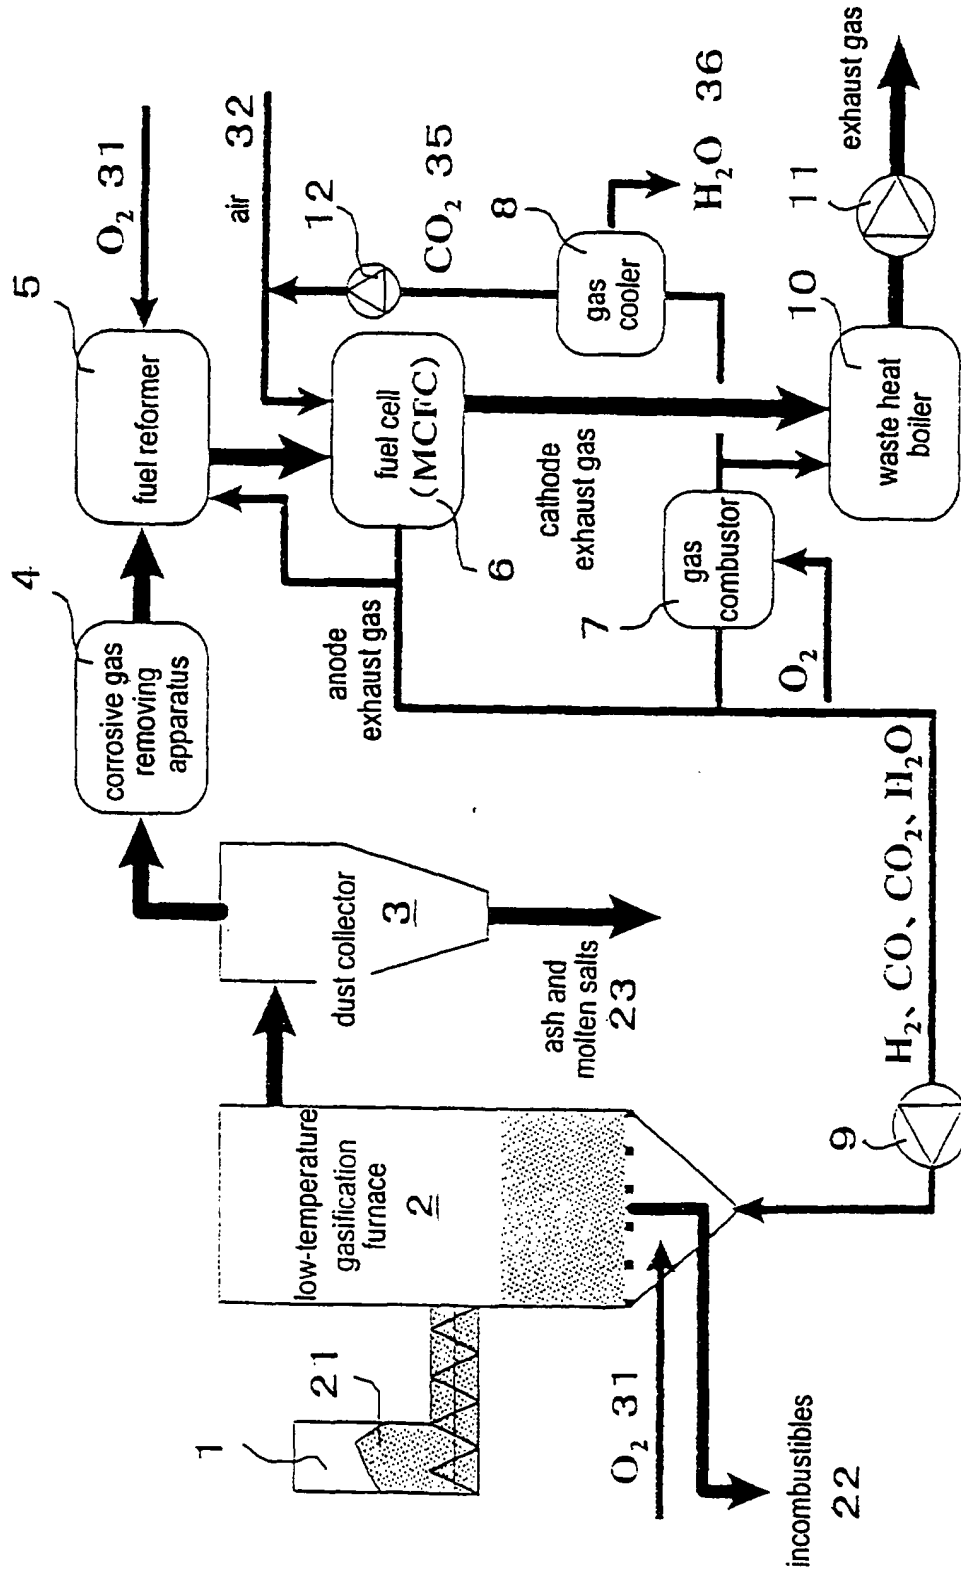 5
O₂ 31
4
fuel reformer
corrosive gas
removing
apparatus
air 32
12
CO₂ 35
8
gas
cooler
H₂O 36
fuel cell
(MCFC)
6
anode
exhaust gas
cathode
exhaust gas
7
gas
combustor
O₂
10
waste heat
boiler
11
exhaust gas
dust collector
3
ash and
molten salts
23
low-temperature
gasification
furnace
2
1
21
O₂ 31
incombustibles
22
9
H₂、CO、CO₂、H₂O